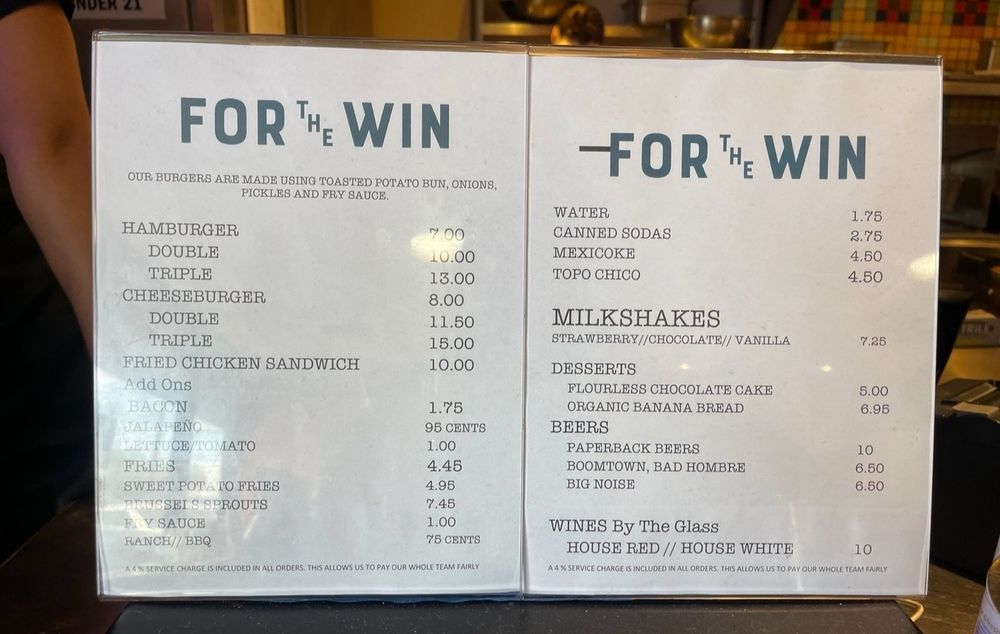 UNDER 21
FOR THE WIN
OUR BURGERS ARE MADE USING TOASTED POTATO BUN, ONIONS,
PICKLES AND FRY SAUCE.
HAMBURGER 7.00
DOUBLE 10.00
TRIPLE 13.00
CHEESEBURGER 8.00
DOUBLE 11.50
TRIPLE 15.00
FRIED CHICKEN SANDWICH 10.00
Add Ons
BACON 1.75
JALAPEÑO 95 CENTS
LETTUCE/TOMATO 1.00
FRIES 4.45
SWEET POTATO FRIES 4.95
BRUSSELS SPROUTS 7.45
FRY SAUCE 1.00
RANCH// BBQ 75 CENTS
A 4 % SERVICE CHARGE IS INCLUDED IN ALL ORDERS. THIS ALLOWS US TO PAY OUR WHOLE TEAM FAIRLY
FOR THE WIN
WATER 1.75
CANNED SODAS 2.75
MEXICOKE 4.50
TOPO CHICO 4.50
MILKSHAKES
STRAWBERRY//CHOCOLATE// VANILLA 7.25
DESSERTS
FLOURLESS CHOCOLATE CAKE 5.00
ORGANIC BANANA BREAD 6.95
BEERS
PAPERBACK BEERS 10
BOOMTOWN, BAD HOMBRE 6.50
BIG NOISE 6.50
WINES By The Glass
HOUSE RED // HOUSE WHITE 10
A 4 % SERVICE CHARGE IS INCLUDED IN ALL ORDERS. THIS ALLOWS US TO PAY OUR WHOLE TEAM FAIRLY